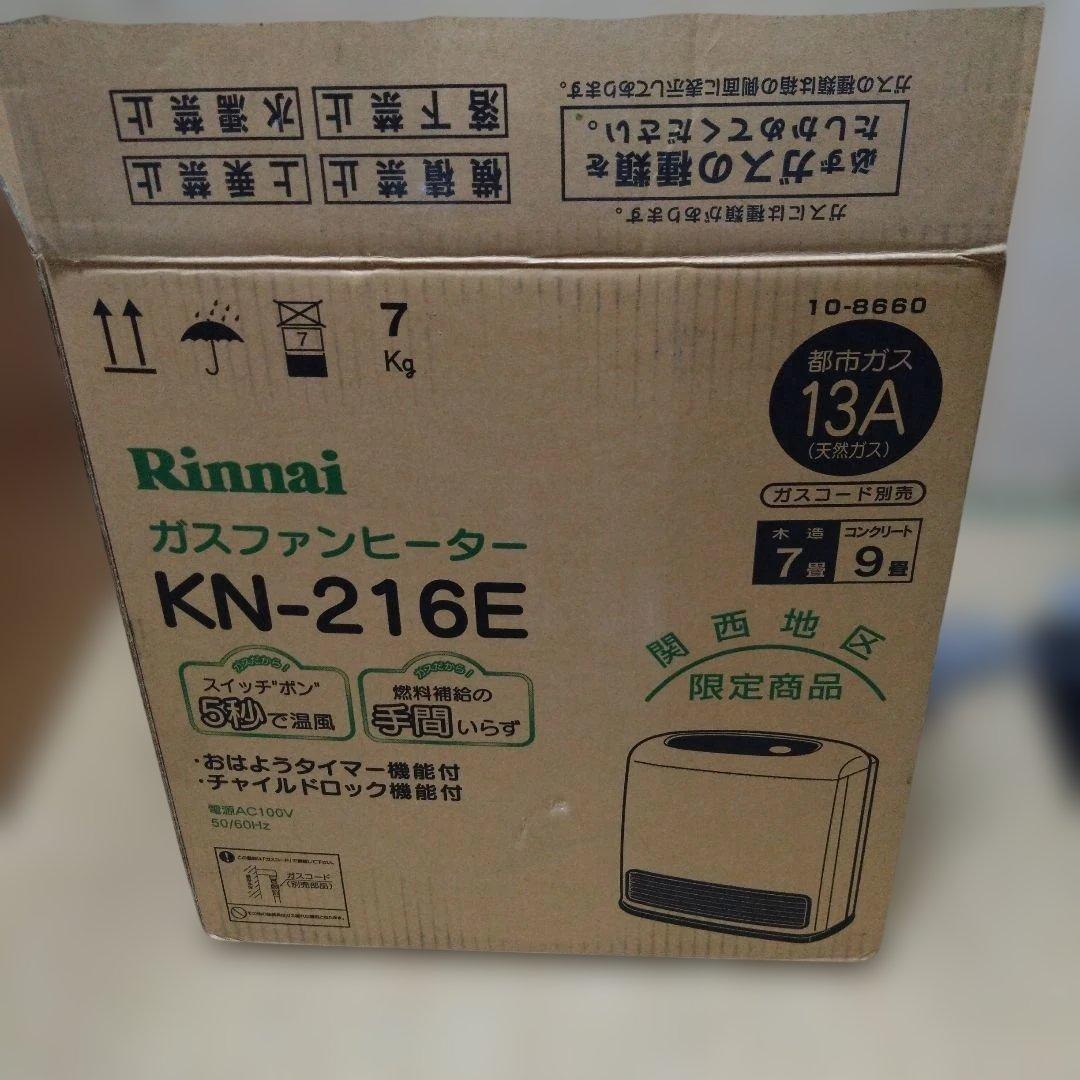 ガスには種類があります。
必ずガスの種類を
たしかめてください。
ガスの種類は箱の側面に表示してあります。
横積禁止
上乗禁止
落下禁止
水濡禁止
7
7
Kg
10-8660
都市ガス
13A
(天然ガス)
ガスコード別売
木造
7畳
コンクリート
9畳
Rinnai
ガスファンヒーター
KN-216E
ガスだから!
スイッチ"ポン"
5秒で温風
ガスだから!
燃料補給の
手間いらず
関西地区
限定商品
・おはようタイマー機能付
・チャイルドロック機能付
電源AC100V
50/60Hz
ガスコード
(別売部品)